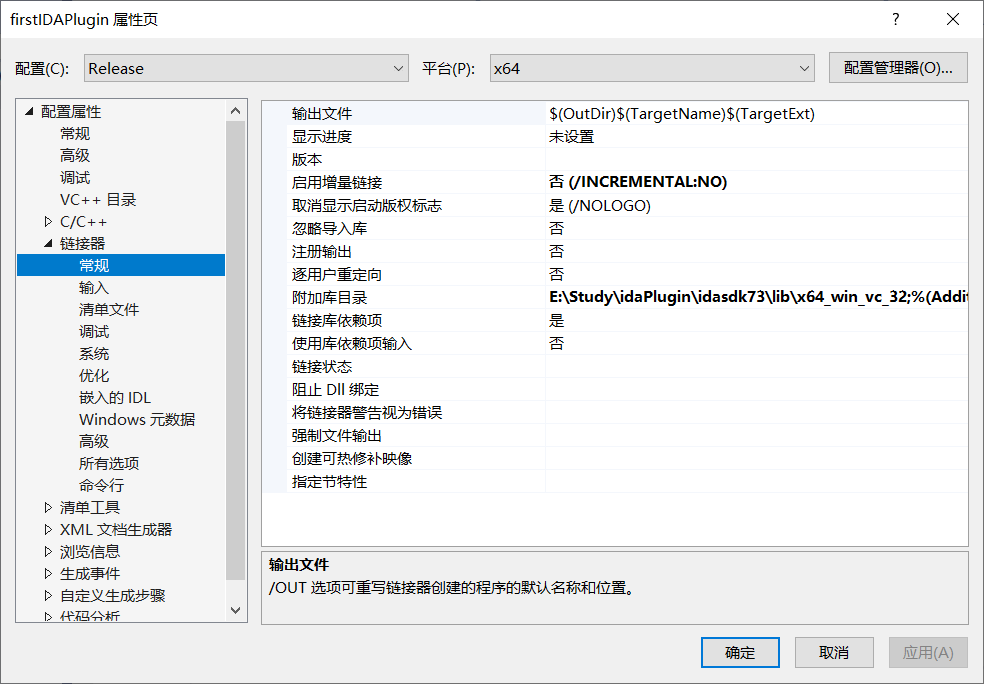 firstIDAPlugin 属性页
?
配置(C):
Release
平台(P):
x64
配置管理器(O)...
配置属性
常规
高级
调试
VC++ 目录
C/C++
链接器
常规
输入
清单文件
调试
系统
优化
嵌入的 IDL
Windows 元数据
高级
所有选项
命令行
清单工具
XML 文档生成器
浏览信息
生成事件
自定义生成步骤
代码分析
输出文件 $(OutDir)$(TargetName)$(TargetExt)
显示进度 未设置
版本
启用增量链接 否 (/INCREMENTAL:NO)
取消显示启动版权标志 是 (/NOLOGO)
忽略导入库 否
注册输出 否
逐用户重定向 否
附加库目录 E:\Study\idaPlugin\idasdk73\lib\x64_win_vc_32;%(Addit
链接库依赖项 是
使用库依赖项输入 否
链接状态
阻止 Dll 绑定
将链接器警告视为错误
强制文件输出
创建可热修补映像
指定节特性
输出文件
/OUT 选项可重写链接器创建的程序的默认名称和位置。
确定
取消
应用(A)